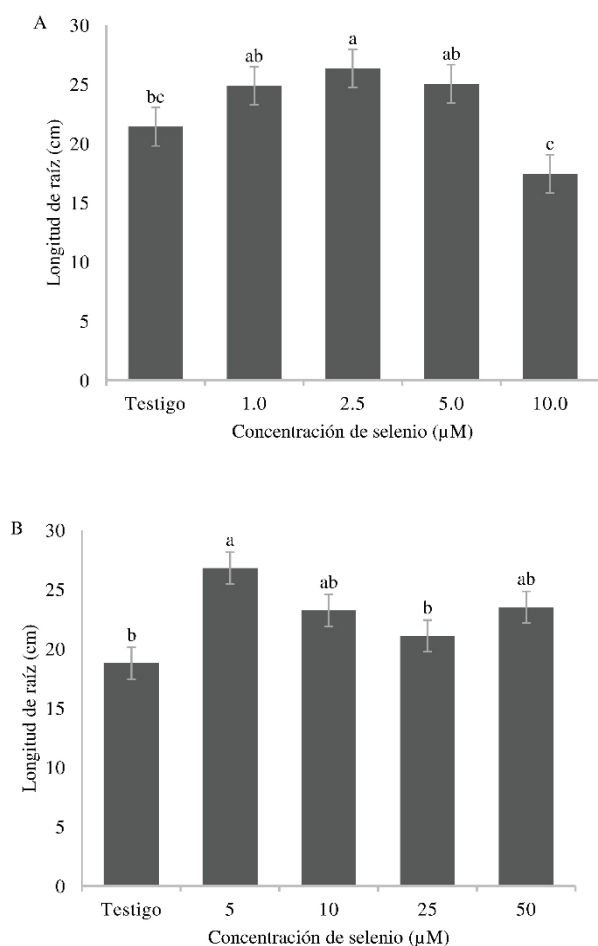 A
30
25
20
15
10
5
0
Longitud de raíz (cm)
bc
ab
a
ab
c
Testigo 1.0 2.5 5.0 10.0
Concentración de selenio (µM)
B
30
25
20
15
10
5
0
Longitud de raíz (cm)
b
a
ab
b
ab
Testigo 5 10 25 50
Concentración de selenio (µM)